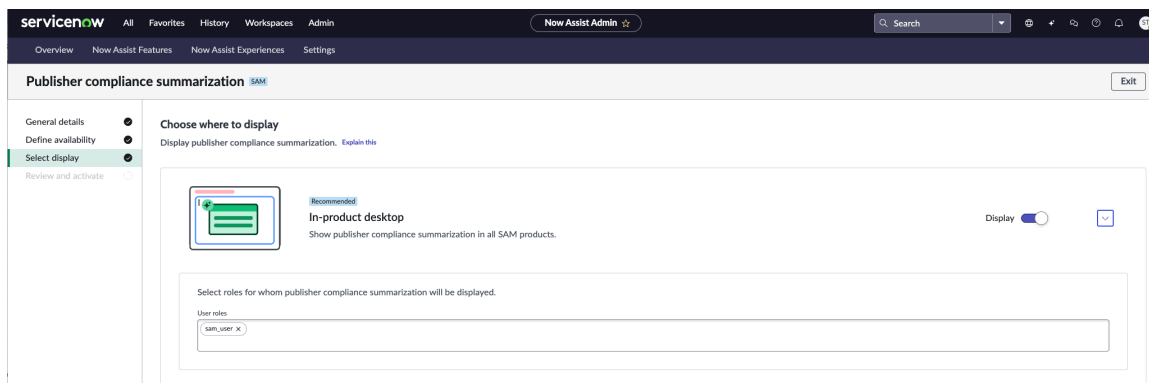 servicenow All Favorites History Workspaces Admin Now Assist Admin Search
Overview Now Assist Features Now Assist Experiences Settings
Publisher compliance summarization SAM Exit
General details
Define availability
Select display
Review and activate
Choose where to display
Display publisher compliance summarization. Explain this
Recommended
In-product desktop
Show publisher compliance summarization in all SAM products.
Display
Select roles for whom publisher compliance summarization will be displayed.
User roles
sam_user ×